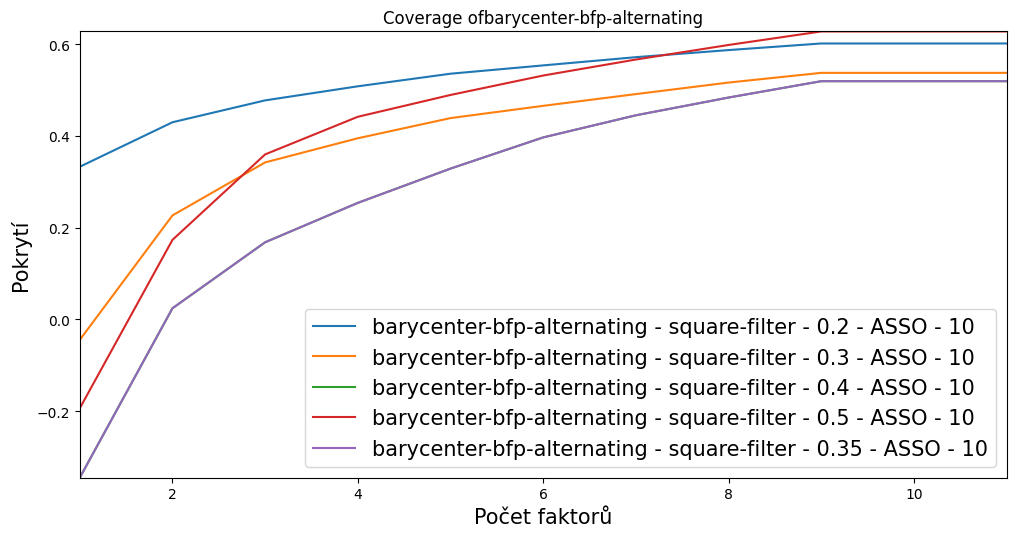 Coverage ofbarycenter-bfp-alternating
0.6
0.4
0.2
0.0
−0.2
Pokrytí
barycenter-bfp-alternating - square-filter - 0.2 - ASSO - 10
barycenter-bfp-alternating - square-filter - 0.3 - ASSO - 10
barycenter-bfp-alternating - square-filter - 0.4 - ASSO - 10
barycenter-bfp-alternating - square-filter - 0.5 - ASSO - 10
barycenter-bfp-alternating - square-filter - 0.35 - ASSO - 10
2 4 6 8 10
Počet faktorů